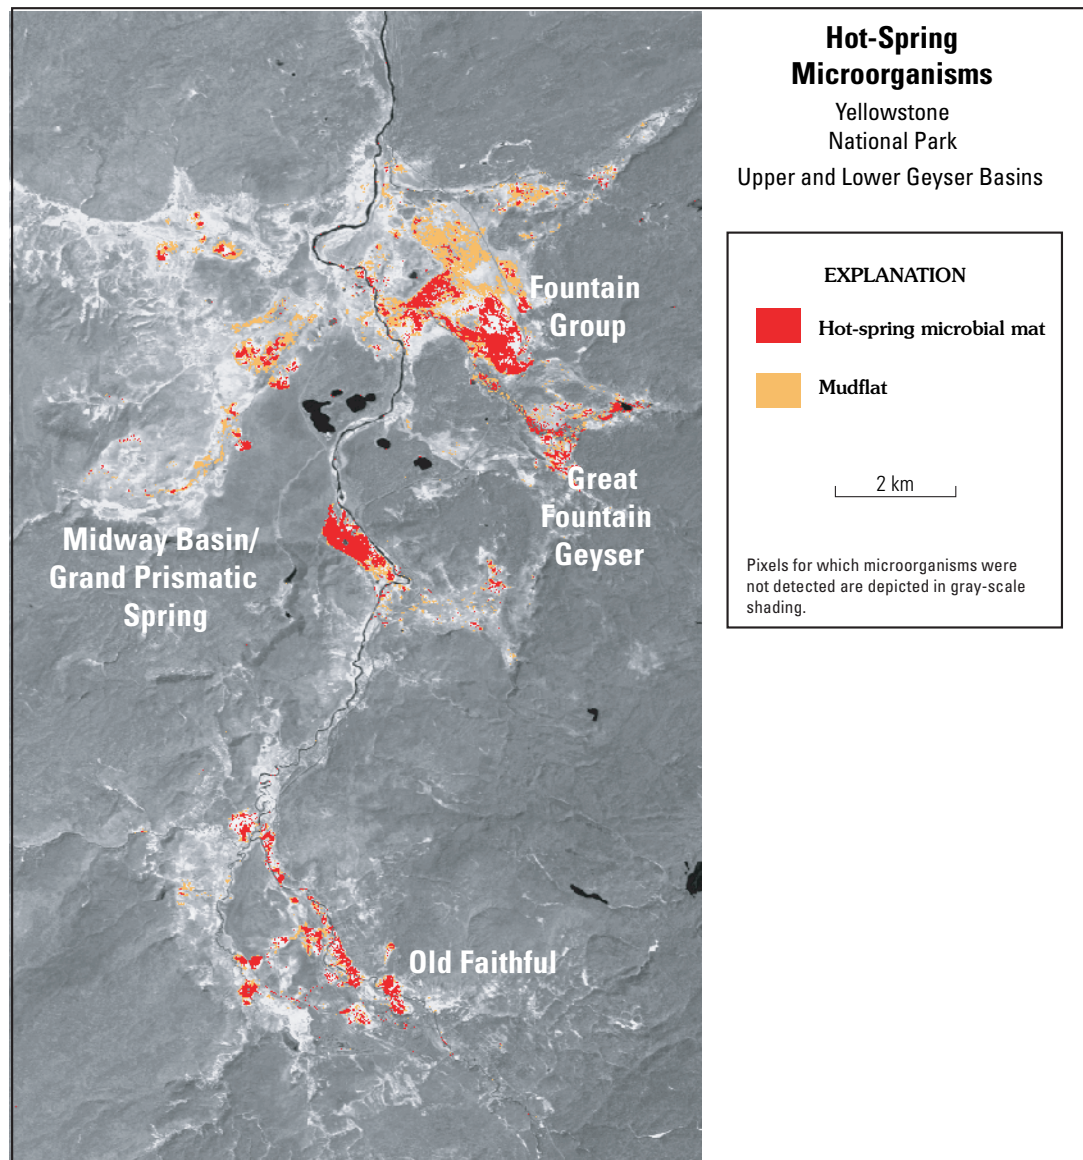 Hot-Spring
Microorganisms
Yellowstone
National Park
Upper and Lower Geyser Basins
EXPLANATION
Hot-spring microbial mat
Mudflat
2 km
Pixels for which microorganisms were
not detected are depicted in gray-scale
shading.
Fountain
Group
Great
Fountain
Geyser
Midway Basin/
Grand Prismatic
Spring
Old Faithful